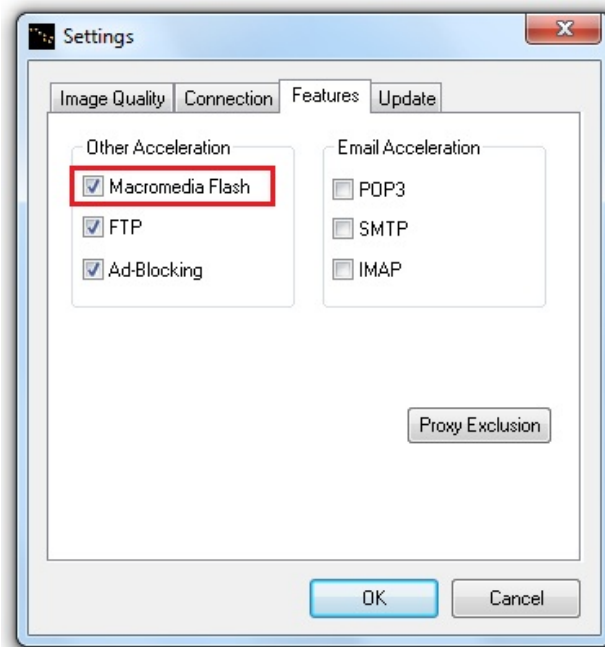 Settings
Image Quality Connection Features Update
Other Acceleration
Macromedia Flash
FTP
Ad-Blocking
Email Acceleration
POP3
SMTP
IMAP
Proxy Exclusion
OK Cancel